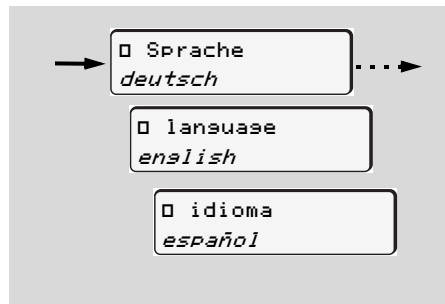 □ Sprache
deutsch
□ language
english
□ idioma
español